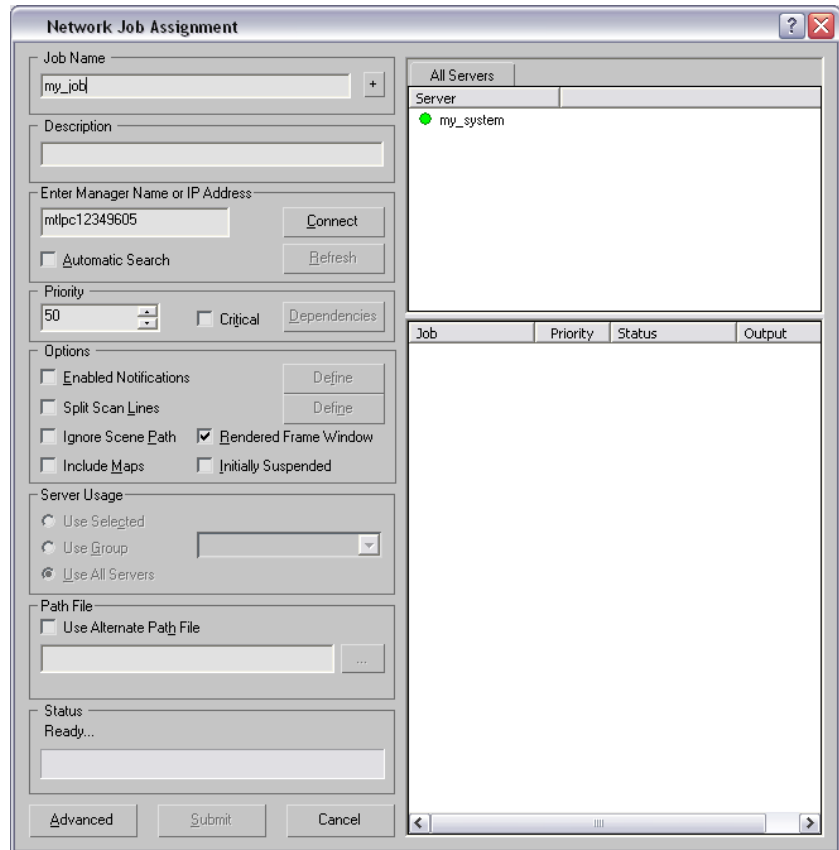 Network Job Assignment
?
Job Name
my_job
+
Description
Enter Manager Name or IP Address
mtlpc12349605
Connect
Automatic Search
Refresh
Priority
50
Critical
Dependencies
Options
Enabled Notifications
Define
Split Scan Lines
Define
Ignore Scene Path
Rendered Frame Window
Include Maps
Initially Suspended
Server Usage
Use Selected
Use Group
Use All Servers
Path File
Use Alternate Path File
...
Status
Ready...
Advanced
Submit
Cancel
All Servers
Server
my_system
Job Priority Status Output